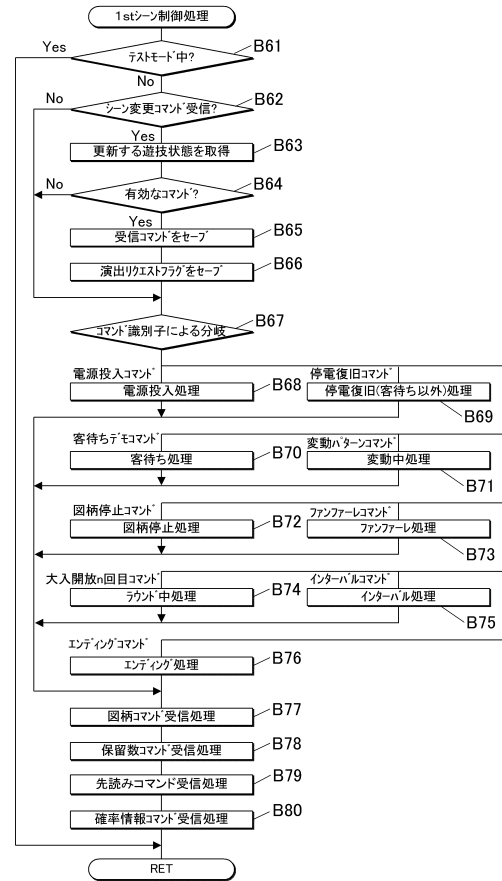 1stシーン制御処理
Yes
テストモード中?
B61
No
No
シーン変更コマンド受信?
B62
Yes
更新する遊技状態を取得
B63
No
有効なコマンド?
B64
Yes
受信コマンドをセーブ
B65
演出リクエストフラグをセーブ
B66
コマンド識別子による分岐
B67
電源投入コマンド
電源投入処理
B68
停電復旧コマンド
停電復旧(客待ち以外)処理
B69
客待ちデモコマンド
客待ち処理
B70
変動パターンコマンド
変動中処理
B71
図柄停止コマンド
図柄停止処理
B72
ファンファーレコマンド
ファンファーレ処理
B73
大入開放n回目コマンド
ラウンド中処理
B74
インターバルコマンド
インターバル処理
B75
エンディングコマンド
エンディング処理
B76
図柄コマンド受信処理
B77
保留数コマンド受信処理
B78
先読みコマンド受信処理
B79
確率情報コマンド受信処理
B80
RET